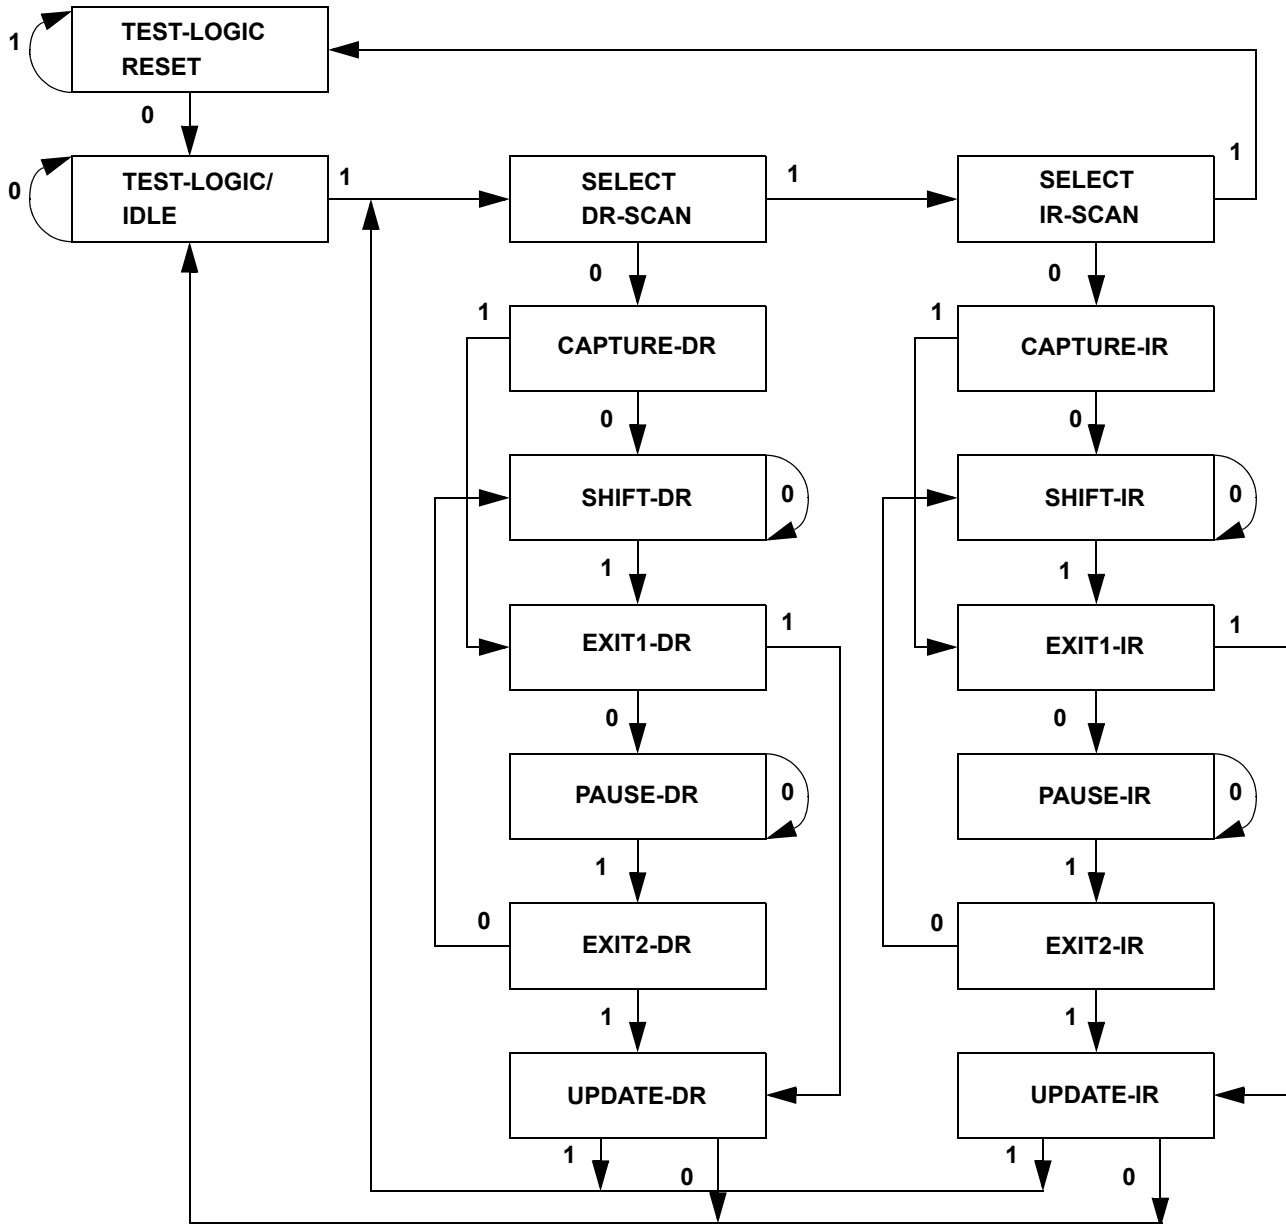 1
TEST-LOGIC
RESET
0
0
TEST-LOGIC/
IDLE
1
SELECT
DR-SCAN
1
SELECT
IR-SCAN
1
0
0
1
CAPTURE-DR
1
CAPTURE-IR
0
0
SHIFT-DR
0
SHIFT-IR
0
1
1
EXIT1-DR
1
EXIT1-IR
1
0
0
PAUSE-DR
0
PAUSE-IR
0
1
1
0
EXIT2-DR
0
EXIT2-IR
1
1
UPDATE-DR
UPDATE-IR
1
0
1
0